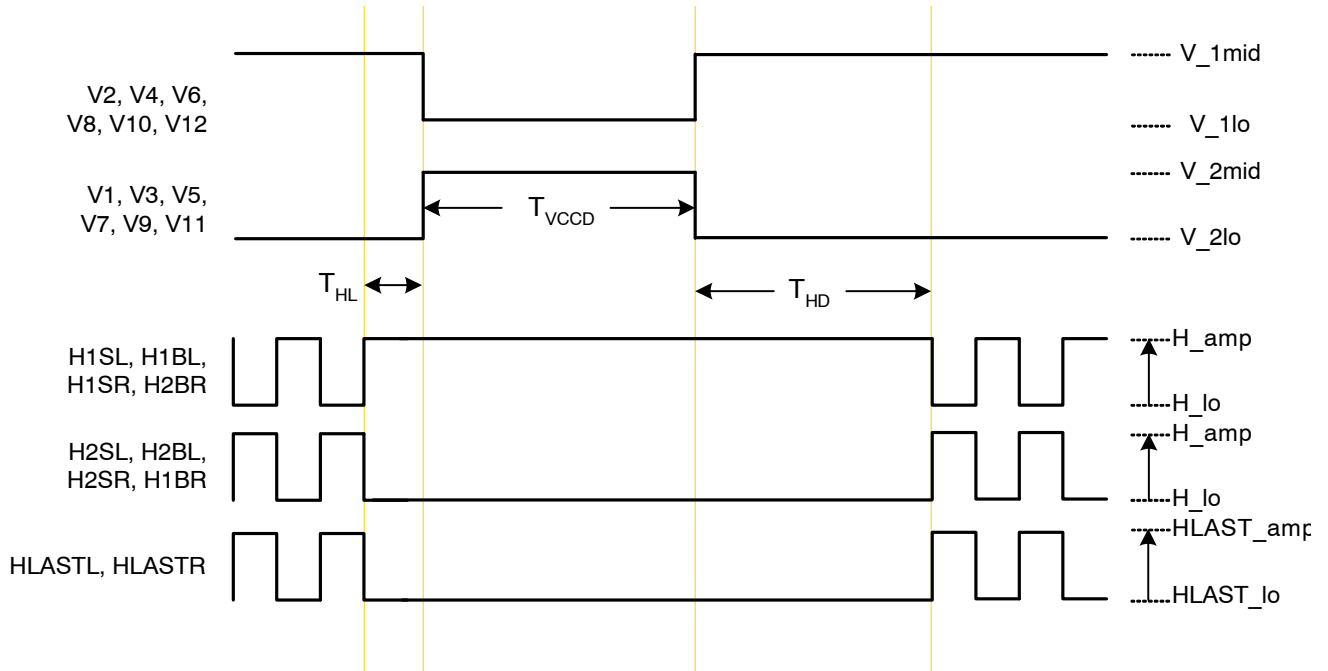 V2, V4, V6,
V8, V10, V12
V_1mid
V_1lo
V1, V3, V5,
V7, V9, V11
V_2mid
V_2lo
TVCCD
THL
THD
H1SL, H1BL,
H1SR, H2BR
H_amp
H_lo
H2SL, H2BL,
H2SR, H1BR
H_amp
H_lo
HLASTL, HLASTR
HLAST_amp
HLAST_lo